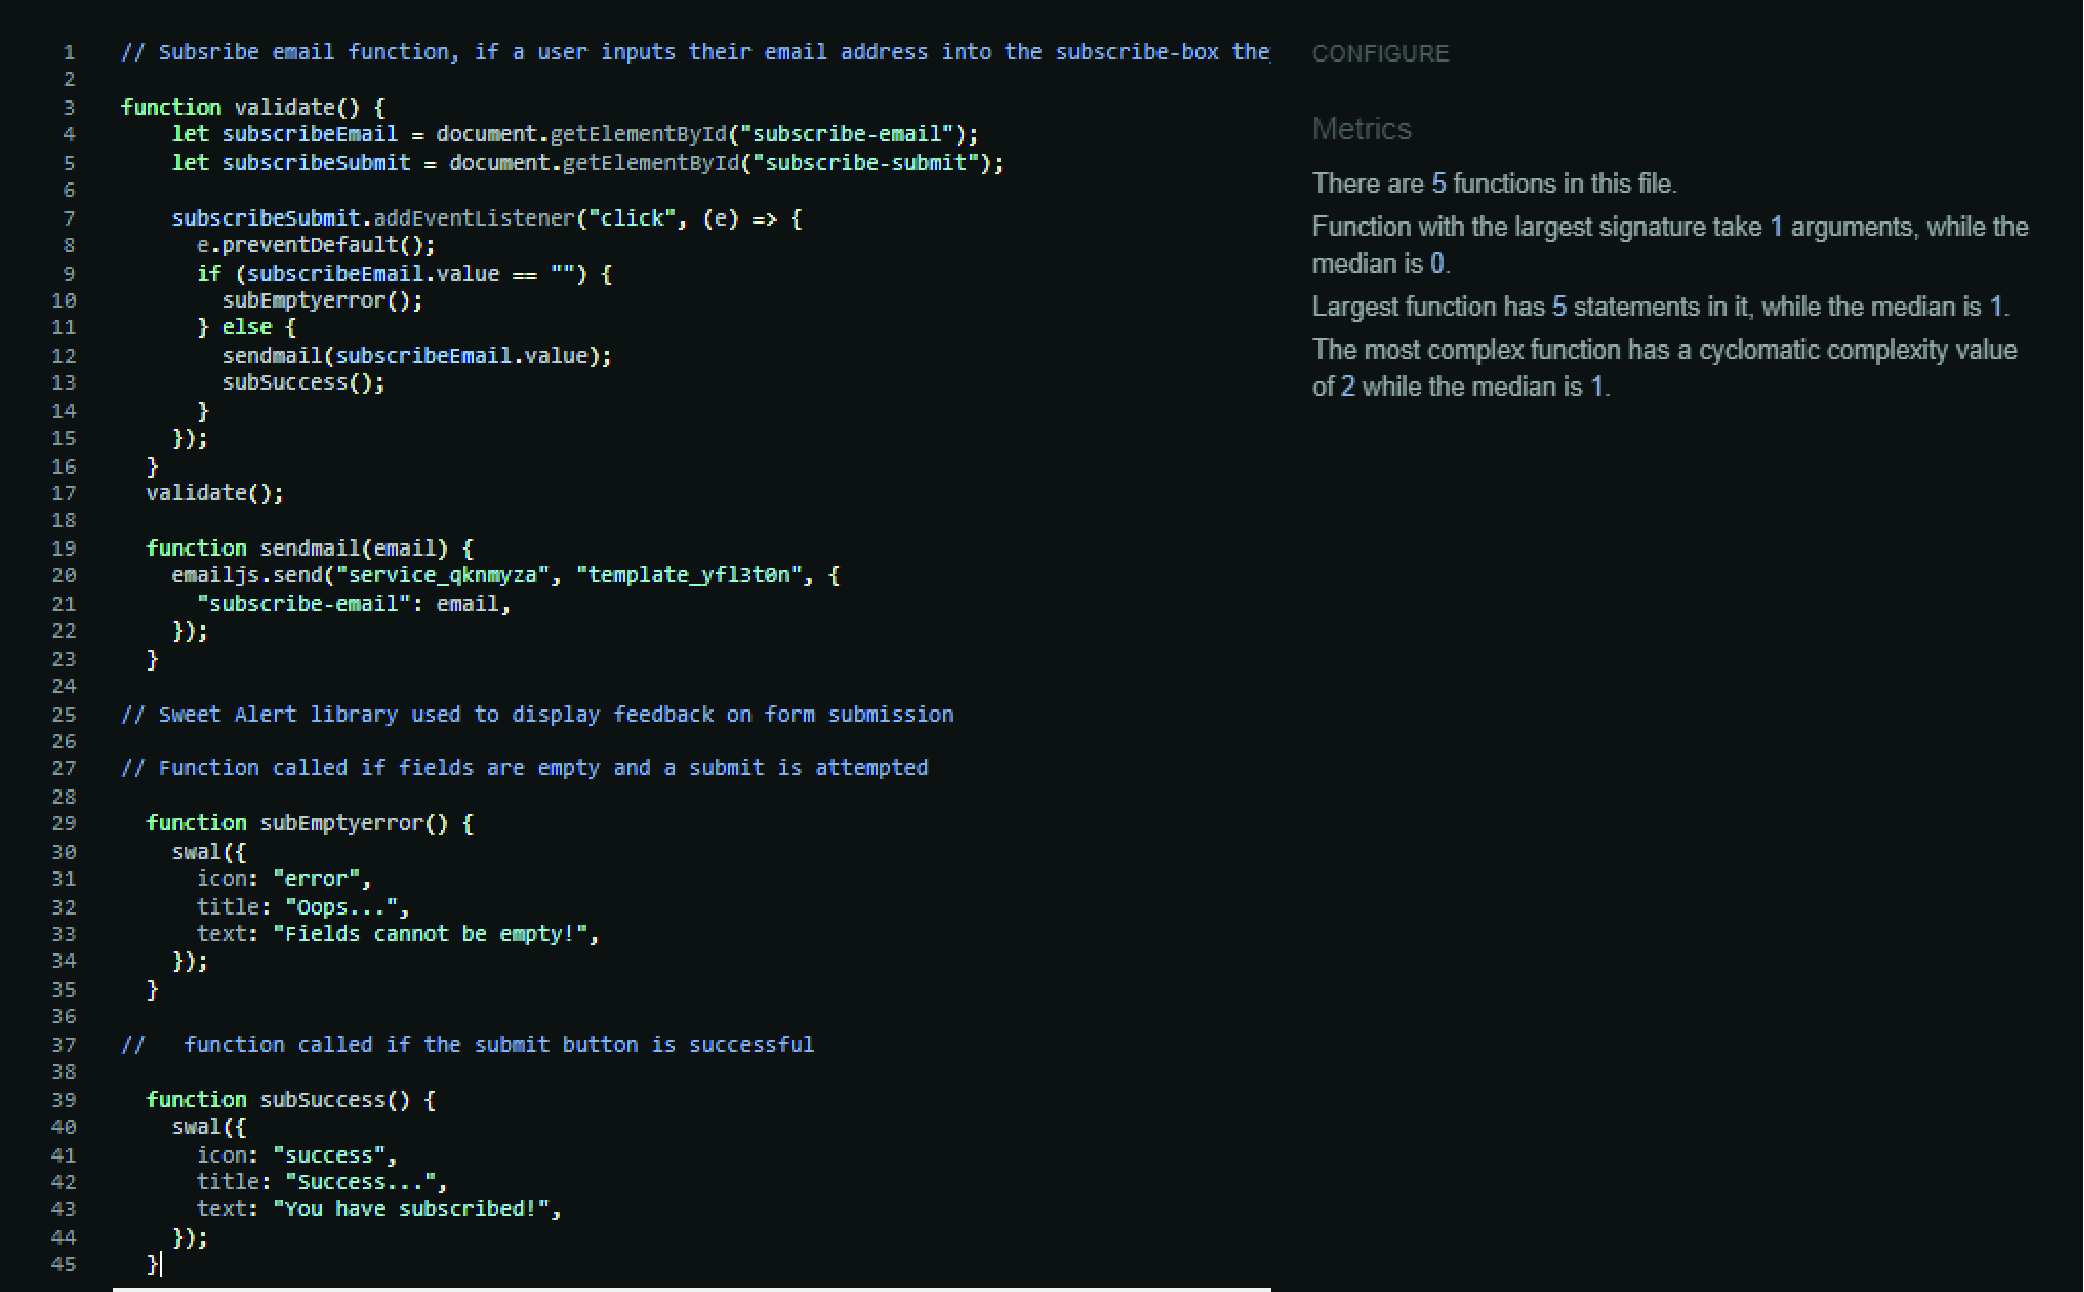 1 // Subsribe email function, if a user inputs their email address into the subscribe-box the
2
3 function validate() {
4     let subscribeEmail = document.getElementById("subscribe-email");
5     let subscribeSubmit = document.getElementById("subscribe-submit");
6
7     subscribeSubmit.addEventListener("click", (e) => {
8       e.preventDefault();
9       if (subscribeEmail.value == "") {
10         subEmptyerror();
11       } else {
12         sendmail(subscribeEmail.value);
13         subSuccess();
14       }
15     });
16   }
17   validate();
18
19   function sendmail(email) {
20     emailjs.send("service_qknmyza", "template_yfl3t0n", {
21       "subscribe-email": email,
22     });
23   }
24
25 // Sweet Alert library used to display feedback on form submission
26
27 // Function called if fields are empty and a submit is attempted
28
29   function subEmptyerror() {
30     swal({
31       icon: "error",
32       title: "Oops...",
33       text: "Fields cannot be empty!",
34     });
35   }
36
37 //   function called if the submit button is successful
38
39   function subSuccess() {
40     swal({
41       icon: "success",
42       title: "Success...",
43       text: "You have subscribed!",
44     });
45   }
CONFIGURE
Metrics
There are 5 functions in this file.
Function with the largest signature take 1 arguments, while the
median is 0.
Largest function has 5 statements in it, while the median is 1.
The most complex function has a cyclomatic complexity value
of 2 while the median is 1.